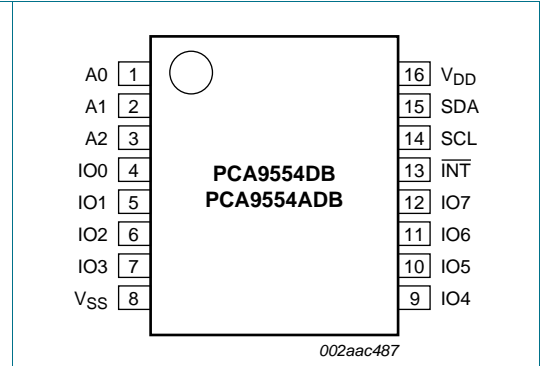 A0 1
A1 2
A2 3
IO0 4
IO1 5
IO2 6
IO3 7
VSS 8
PCA9554DB
PCA9554ADB
16 VDD
15 SDA
14 SCL
13 INT
12 IO7
11 IO6
10 IO5
9 IO4
002aac487